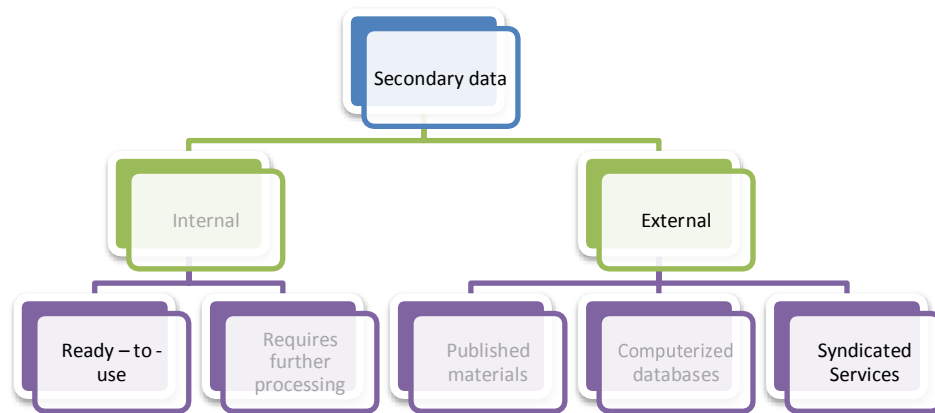 Secondary data
Internal
External
Ready – to -
use
Requires
further
processing
Published
materials
Computerized
databases
Syndicated
Services